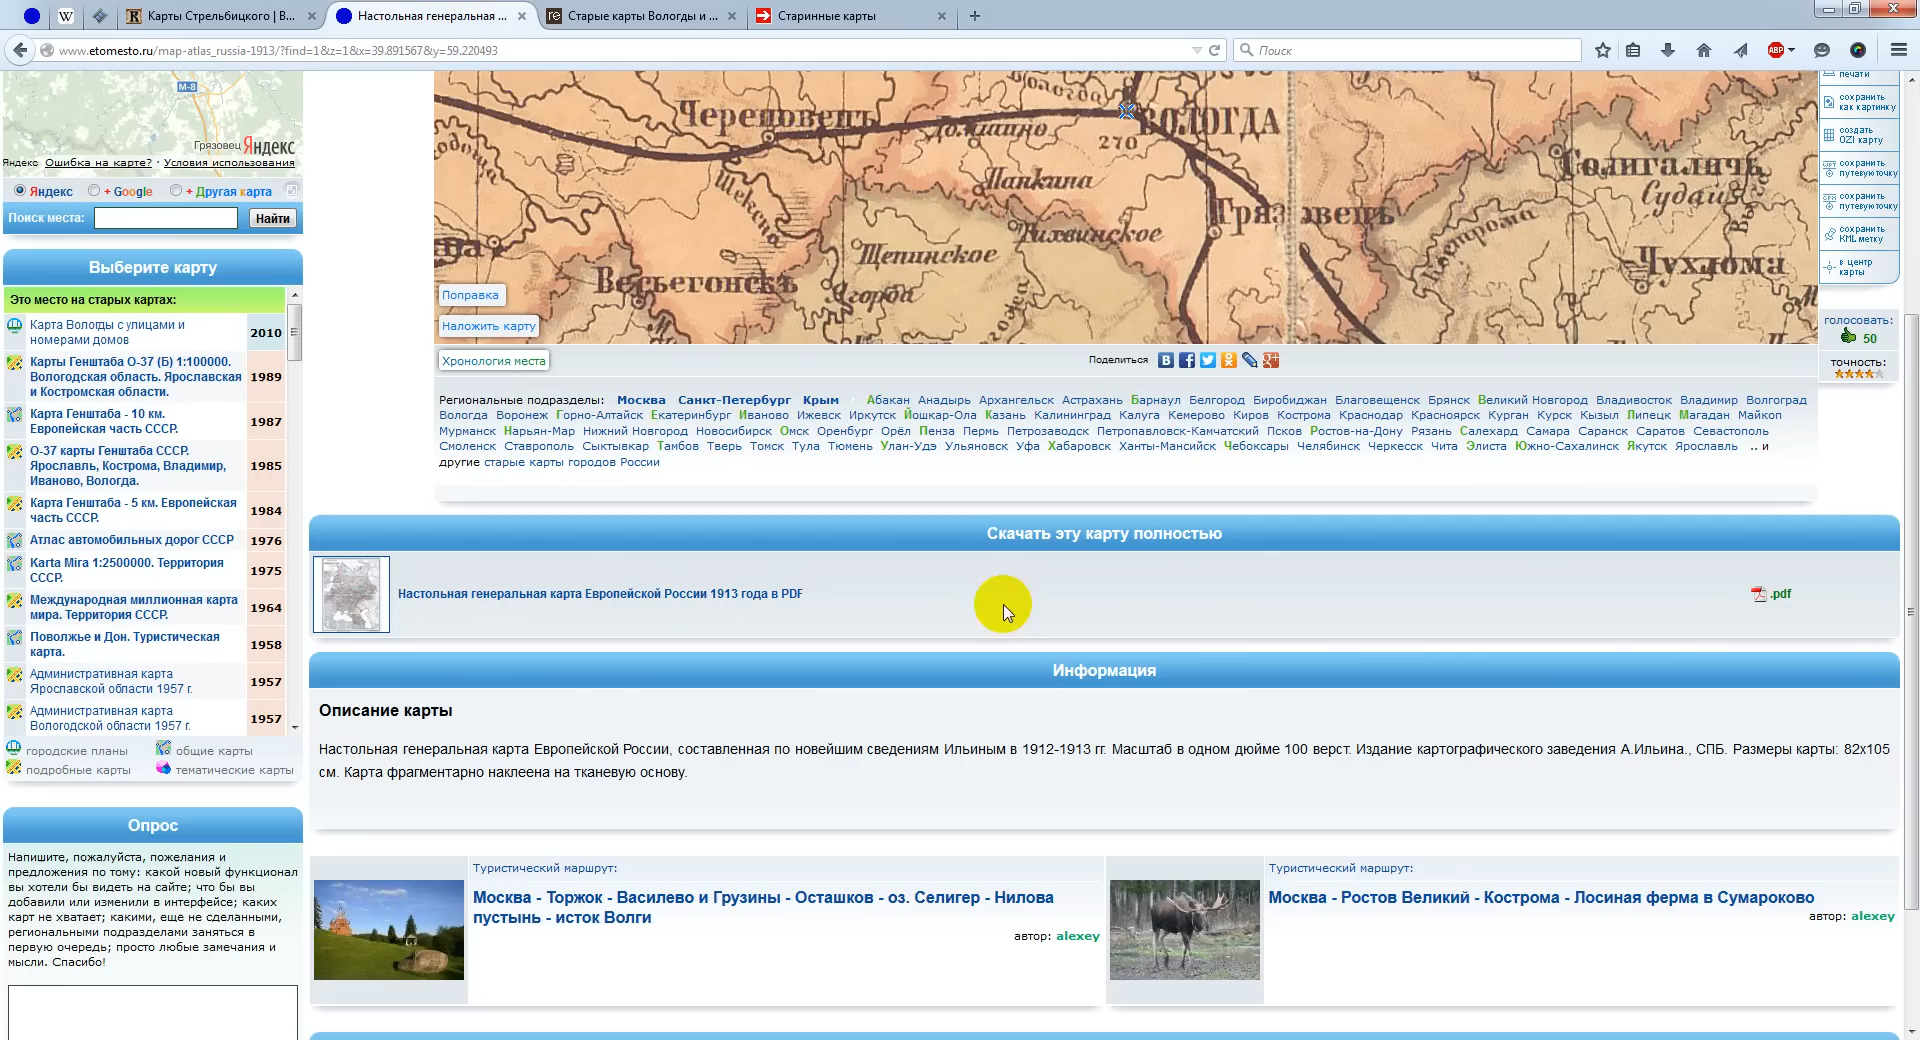 Карты Стрельбицкого | В...
Настольная генеральная ...
Старые карты Вологды и ...
Старинные карты
www.etomesto.ru/map-atlas_russia-1913/?find=1&z=1&x=39.891567&y=59.220493
Поиск
ABP
М-8
Грязовец
Яндекс
Яндекс Ошибка на карте? · Условия использования
Яндекс + Google + Другая карта
Поиск места:
Найти
Выберите карту
Это место на старых картах:
Карта Вологды с улицами и
номерами домов
2010
Карты Генштаба О-37 (Б) 1:100000.
Вологодская область. Ярославская
и Костромская области.
1989
Карта Генштаба - 10 км.
Европейская часть СССР.
1987
О-37 карты Генштаба СССР.
Ярославль, Кострома, Владимир,
Иваново, Вологда.
1985
Карта Генштаба - 5 км. Европейская
часть СССР.
1984
Атлас автомобильных дорог СССР
1976
Karta Mira 1:2500000. Территория
СССР.
1975
Международная миллионная карта
мира. Территория СССР.
1964
Поволжье и Дон. Туристическая
карта.
1958
Административная карта
Ярославской области 1957 г.
1957
Административная карта
Вологодской области 1957 г.
1957
городские планы
общие карты
подробные карты
тематические карты
Опрос
Напишите, пожалуйста, пожелания и
предложения по тому: какой новый функционал
вы хотели бы видеть на сайте; что бы вы
добавили или изменили в интерфейсе; каких
карт не хватает; какими, еще не сделанными,
региональными подразделами заняться в
первую очередь; просто любые замечания и
мысли. Спасибо!
Череповецъ
Домшино
ВОЛОГДА
270
Панкина
Грязовецъ
Солигаличъ
Судай
Тихвинское
Щепинское
Весьегонскъ
Кострома
Чухлома
Поправка
Наложить карту
Хронология места
Поделиться
печати
сохранить
как картинку
создать
OZI карту
сохранить
путевую точку
сохранить
путевую точку
сохранить
KML метку
в центр
карты
голосовать:
50
точность:
Региональные подразделы: Москва Санкт-Петербург Крым Абакан Анадырь Архангельск Астрахань Барнаул Белгород Биробиджан Благовещенск Брянск Великий Новгород Владивосток Владимир Волгоград
Вологда Воронеж Горно-Алтайск Екатеринбург Иваново Ижевск Иркутск Йошкар-Ола Казань Калининград Калуга Кемерово Киров Кострома Краснодар Красноярск Курган Курск Кызыл Липецк Магадан Майкоп
Мурманск Нарьян-Мар Нижний Новгород Новосибирск Омск Оренбург Орёл Пенза Пермь Петрозаводск Петропавловск-Камчатский Псков Ростов-на-Дону Рязань Салехард Самара Саранск Саратов Севастополь
Смоленск Ставрополь Сыктывкар Тамбов Тверь Томск Тула Тюмень Улан-Удэ Ульяновск Уфа Хабаровск Ханты-Мансийск Чебоксары Челябинск Черкесск Чита Элиста Южно-Сахалинск Якутск Ярославль .. и
другие старые карты городов России
Скачать эту карту полностью
Настольная генеральная карта Европейской России 1913 года в PDF
.pdf
Информация
Описание карты
Настольная генеральная карта Европейской России, составленная по новейшим сведениям Ильиным в 1912-1913 гг. Масштаб в одном дюйме 100 верст. Издание картографического заведения А.Ильина., СПБ. Размеры карты: 82х105
см. Карта фрагментарно наклеена на тканевую основу.
Туристический маршрут:
Москва - Торжок - Василево и Грузины - Осташков - оз. Селигер - Нилова
пустынь - исток Волги
автор: alexey
Туристический маршрут:
Москва - Ростов Великий - Кострома - Лосиная ферма в Сумароково
автор: alexey